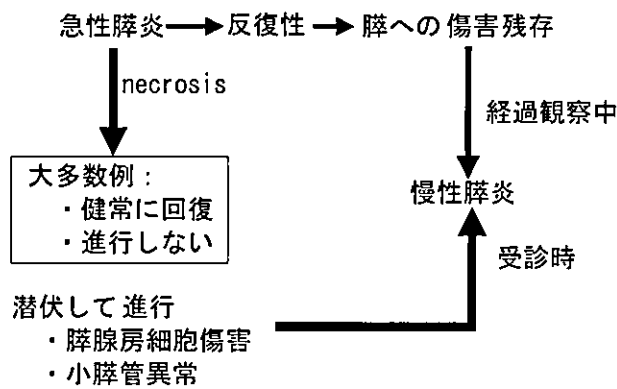 急性膵炎→反復性→膵への傷害残存
necrosis
経過観察中
大多数例：
・健常に回復
・進行しない
慢性膵炎
受診時
潜伏して進行
・膵腺房細胞傷害
・小膵管異常